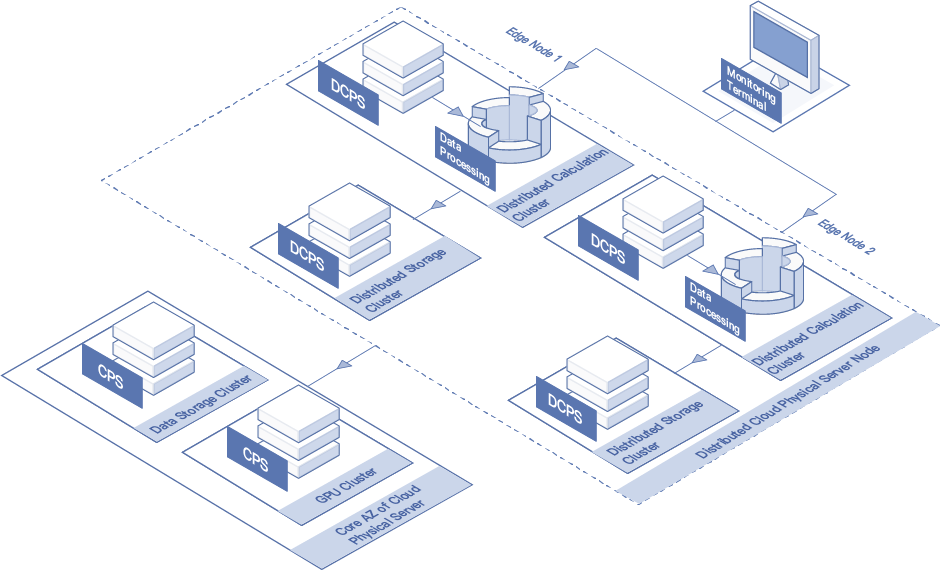 Edge Node 1
Monitoring
Terminal
DCPS
Data
Processing
Distributed Calculation
Cluster
DCPS
Distributed Storage
Cluster
Edge Node 2
DCPS
Data
Processing
Distributed Calculation
Cluster
DCPS
Distributed Storage
Cluster
Distributed Cloud Physical Server Node
CPS
Data Storage Cluster
CPS
GPU Cluster
Core AZ of Cloud
Physical Server